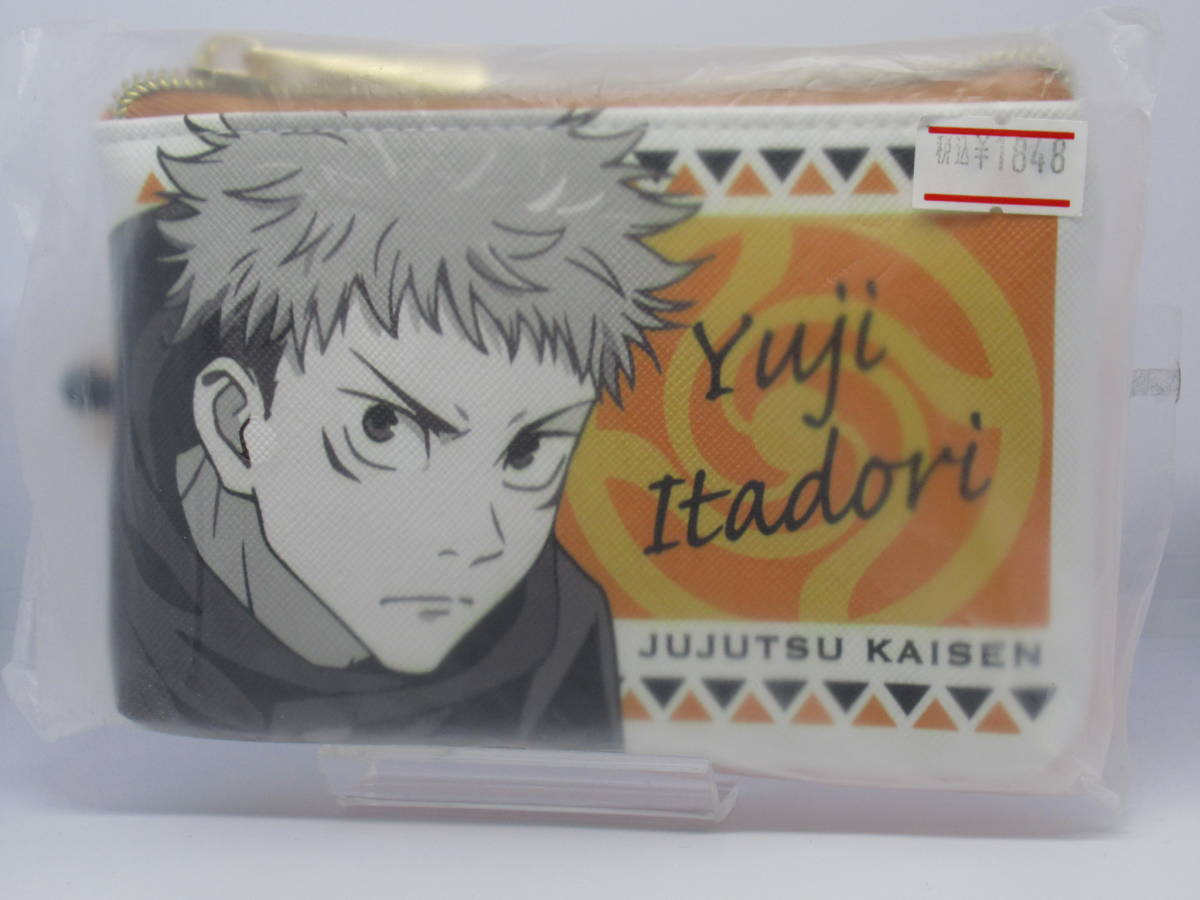 税込¥1848
Yuji
Itadori
JUJUTSU KAISEN